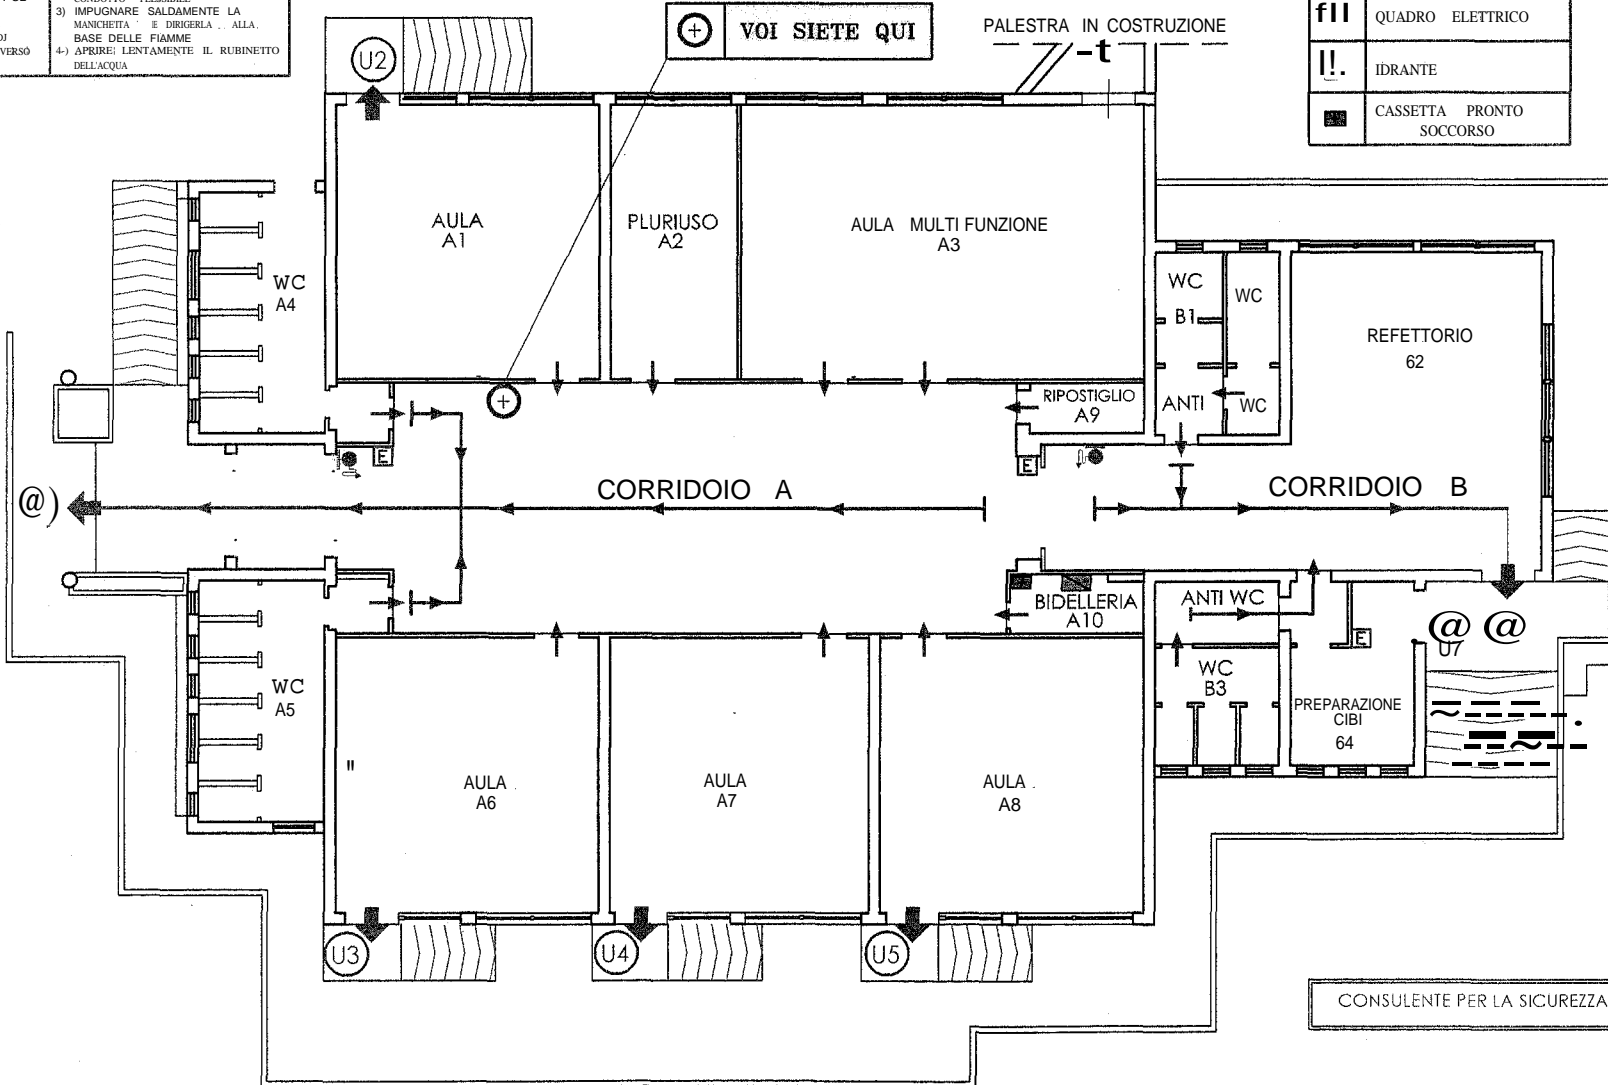 3) IMPUGNARE SALDAMENTE LA
MANICHETTA E DIRIGERLA ALLA
BASE DELLE FIAMME
4-) APRIRE LENTAMENTE IL RUBINETTO
DELL'ACQUA
VERSO
VOI SIETE QUI
PALESTRA IN COSTRUZIONE
-t
fII QUADRO ELETTRICO
I!. IDRANTE
CASSETTA PRONTO
SOCCORSO
U2
AULA
A1
PLURIUSO
A2
AULA MULTI FUNZIONE
A3
WC
A4
WC
B1
WC
REFETTORIO
62
RIPOSTIGLIO
A9
ANTI
WC
E
E
@)
CORRIDOIO A
CORRIDOIO B
BIDELLERIA
A10
ANTI WC
E
@ @
U7
WC
A5
WC
B3
PREPARAZIONE
CIBI
64
"
AULA
A6
AULA
A7
AULA
A8
U3
U4
U5
CONSULENTE PER LA SICUREZZA